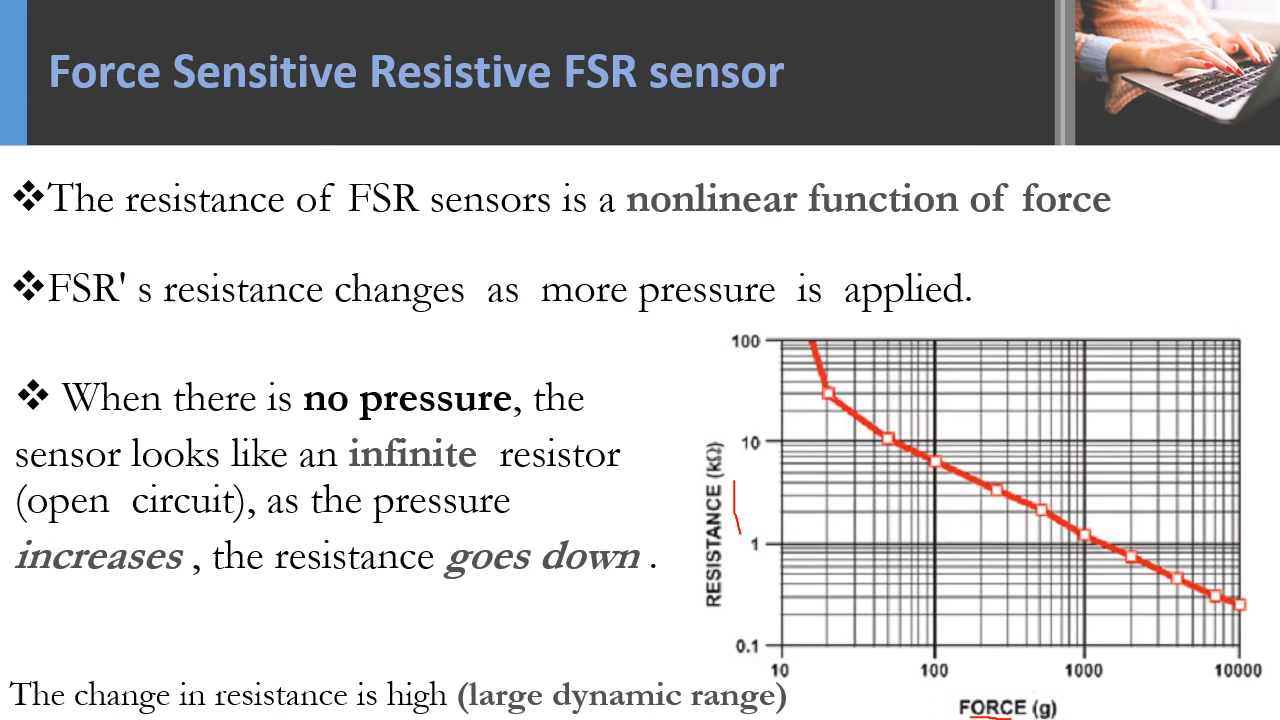 Force Sensitive Resistive FSR sensor
❖The resistance of FSR sensors is a nonlinear function of force
❖FSR' s resistance changes as more pressure is applied.
❖ When there is no pressure, the
sensor looks like an infinite resistor
(open circuit), as the pressure
increases , the resistance goes down .
The change in resistance is high (large dynamic range)
RESISTANCE (kΩ)
100
10
1
0.1
10 100 1000 10000
FORCE (g)